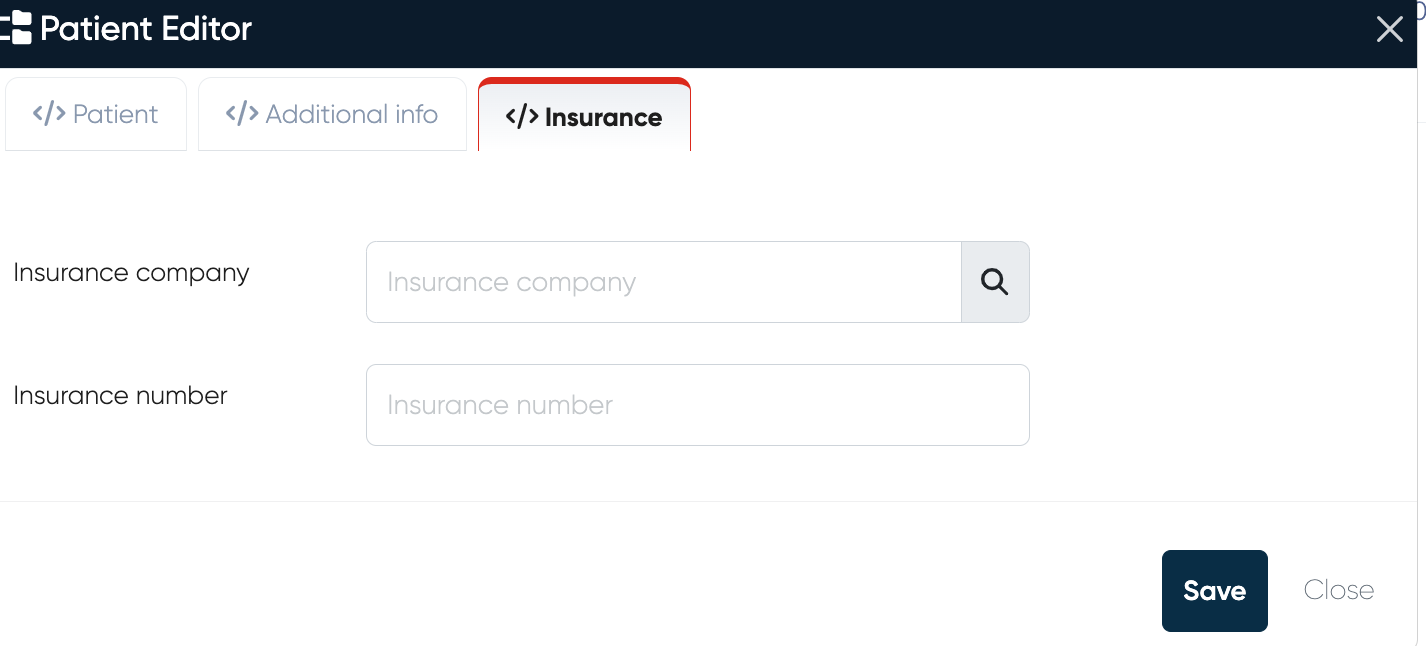 Patient Editor
</> Patient
</> Additional info
</> Insurance
Insurance company
Insurance company
Insurance number
Insurance number
Save
Close